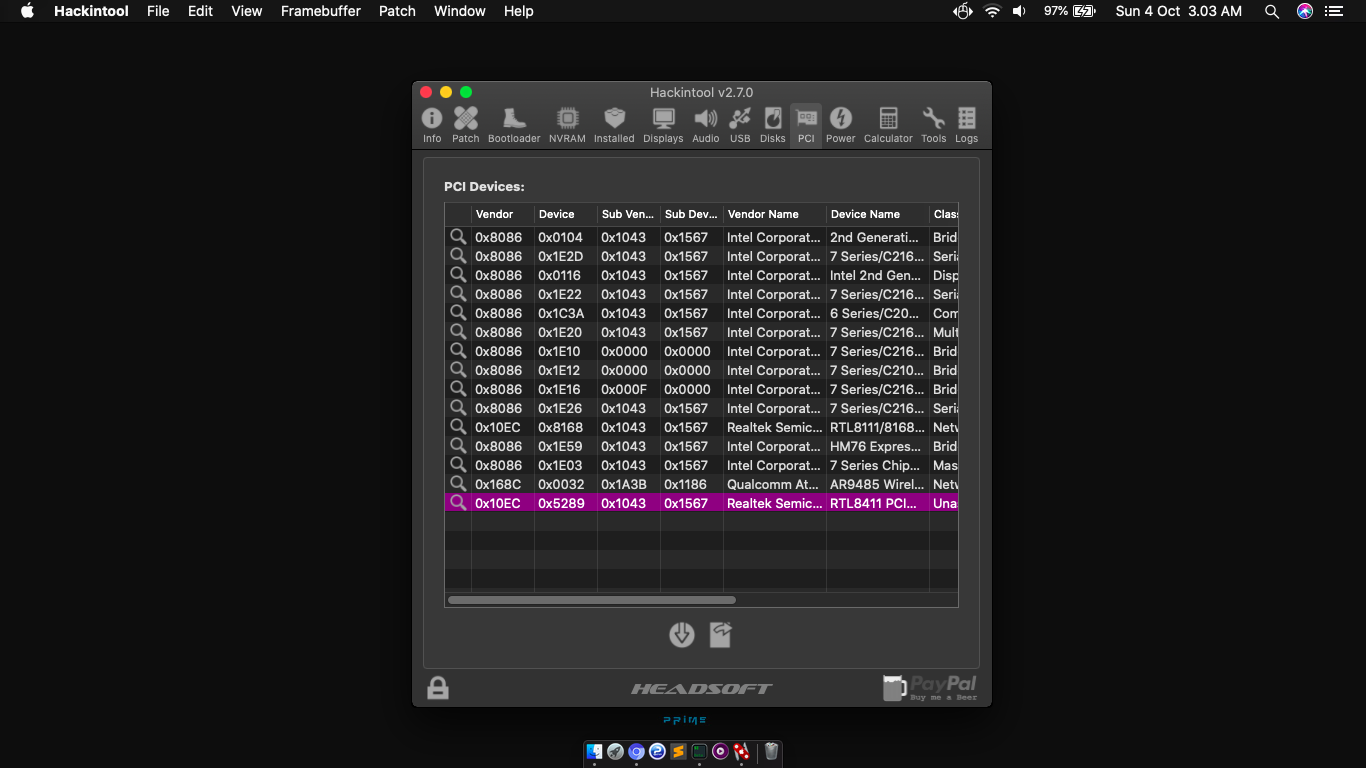 Hackintool File Edit View Framebuffer Patch Window Help 97% Sun 4 Oct 3.03 AM
Hackintool v2.7.0
Info Patch Bootloader NVRAM Installed Displays Audio USB Disks PCI Power Calculator Tools Logs
PCI Devices:
Vendor Device Sub Ven... Sub Dev... Vendor Name Device Name Clas
0x8086 0x0104 0x1043 0x1567 Intel Corporat... 2nd Generati... Brid
0x8086 0x1E2D 0x1043 0x1567 Intel Corporat... 7 Series/C216... Seria
0x8086 0x0116 0x1043 0x1567 Intel Corporat... Intel 2nd Gen... Disp
0x8086 0x1E22 0x1043 0x1567 Intel Corporat... 7 Series/C216... Seria
0x8086 0x1C3A 0x1043 0x1567 Intel Corporat... 6 Series/C20... Com
0x8086 0x1E20 0x1043 0x1567 Intel Corporat... 7 Series/C216... Mult
0x8086 0x1E10 0x0000 0x0000 Intel Corporat... 7 Series/C216... Brid
0x8086 0x1E12 0x0000 0x0000 Intel Corporat... 7 Series/C210... Brid
0x8086 0x1E16 0x000F 0x0000 Intel Corporat... 7 Series/C216... Brid
0x8086 0x1E26 0x1043 0x1567 Intel Corporat... 7 Series/C216... Seria
0x10EC 0x8168 0x1043 0x1567 Realtek Semic... RTL8111/8168... Netw
0x8086 0x1E59 0x1043 0x1567 Intel Corporat... HM76 Expres... Brid
0x8086 0x1E03 0x1043 0x1567 Intel Corporat... 7 Series Chip... Mas
0x168C 0x0032 0x1A3B 0x1186 Qualcomm At... AR9485 Wirel... Netw
0x10EC 0x5289 0x1043 0x1567 Realtek Semic... RTL8411 PCI... Una
HEADSOFT
PayPal
Buy me a Beer